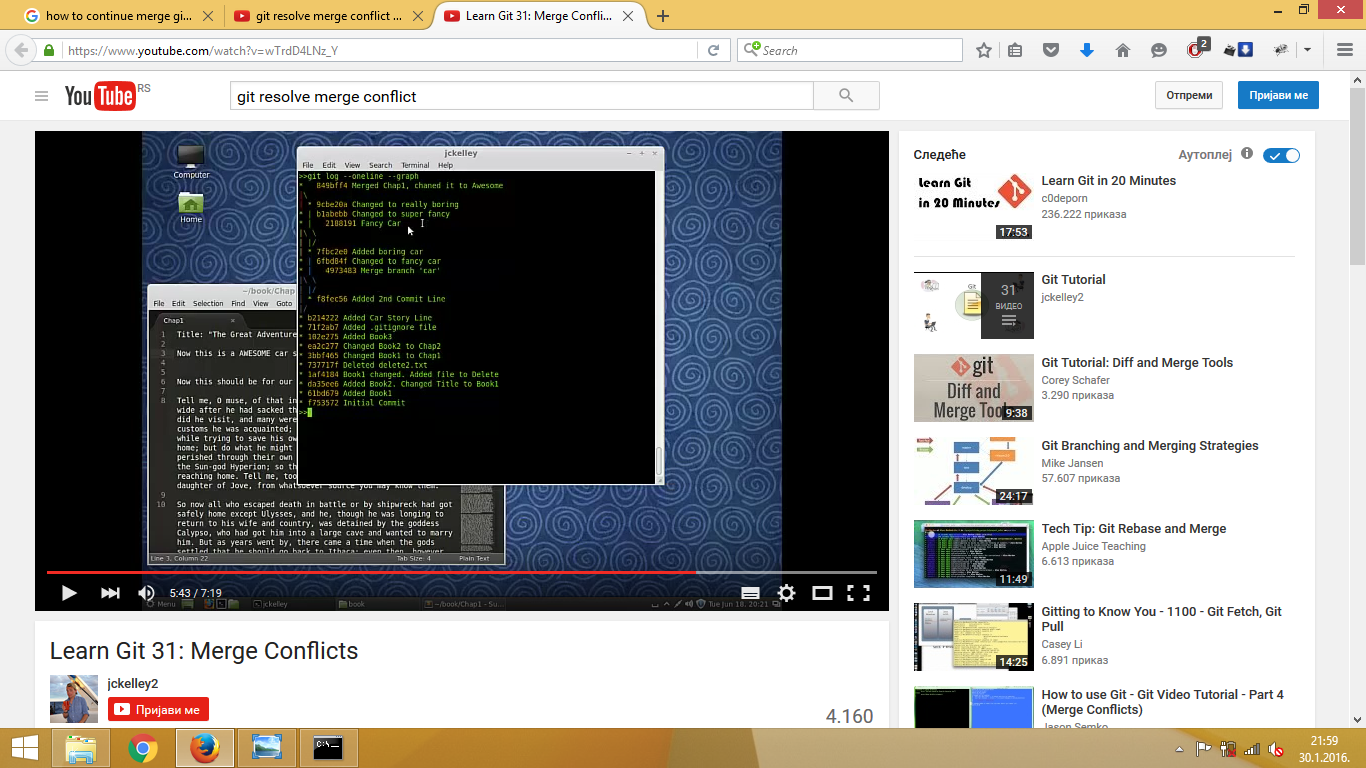 how to continue merge gi...
git resolve merge conflict ...
Learn Git 31: Merge Confli...
https://www.youtube.com/watch?v=wTrdD4LNz_Y
Search
2
YouTube RS
git resolve merge conflict
Отпреми
Пријави ме
Computer
Home
jckelley
File Edit View Search Terminal Help
>>git log --oneline --graph
* 849bff4 Merged Chap1, chaned it to Awesome
|\
| * 9cbe20a Changed to really boring
* | b1abebb Changed to super fancy
* | 2188191 Fancy Car
|\ \
| |/
| * 7fbc2e0 Added boring car
* | 6fbd84f Changed to fancy car
* | 4973483 Merge branch 'car'
|\ \
| |/
| * f8fec56 Added 2nd Commit Line
|/
* b214222 Added Car Story Line
* 71f2ab7 Added .gitignore file
* 102e275 Added Book3
* ea2c277 Changed Book2 to Chap2
* 3bbf465 Changed Book1 to Chap1
* 737717f Deleted delete2.txt
* 1af4184 Book1 changed. Added file to Delete
* da35ee6 Added Book2. Changed Title to Book1
* 61bd679 Added Book1
* f753572 Initial Commit
>>
~/book/Chap
File Edit Selection Find View Goto
Chap1
1 Title: "The Great Adventure
2
3 Now this is a AWESOME car s
4
5
6 Now this should be for our
7
8 Tell me, O muse, of that in
wide after he had sacked th
did he visit, and many were
customs he was acquainted;
while trying to save his ow
home; but do what he might
perished through their own
the Sun-god Hyperion; so th
reaching home. Tell me, too
daughter of Jove, from whatsoever source you may know them.
9
10 So now all who escaped death in battle or by shipwreck had got
safely home except Ulysses, and he, though he was longing to
return to his wife and country, was detained by the goddess
Calypso, who had got him into a large cave and wanted to marry
him. But as years went by, there came a time when the gods
settled that he should go back to Ithaca; even then, however,
Line 3, Column 22
Tab Size: 4
Plain Text
5:43 / 7:19
Menu
jckelley
book
~/book/Chap1 - Su...
Tue Jun 18, 20:21
Learn Git 31: Merge Conflicts
jckelley2
Пријави ме
4.160
Следеће
Аутоплеј
Learn Git
in 20 Minutes
17:53
Learn Git in 20 Minutes
c0deporn
236.222 приказа
Git
31
ВИДЕО
Git Tutorial
jckelley2
git
Diff and
Merge Tools
9:38
Git Tutorial: Diff and Merge Tools
Corey Schafer
3.290 приказа
24:17
Git Branching and Merging Strategies
Mike Jansen
57.607 приказа
11:49
Tech Tip: Git Rebase and Merge
Apple Juice Teaching
6.613 приказа
14:25
Gitting to Know You - 1100 - Git Fetch, Git
Pull
Casey Li
6.891 приказ
How to use Git - Git Video Tutorial - Part 4
(Merge Conflicts)
Jason Semko
C:\
21:59
30.1.2016.